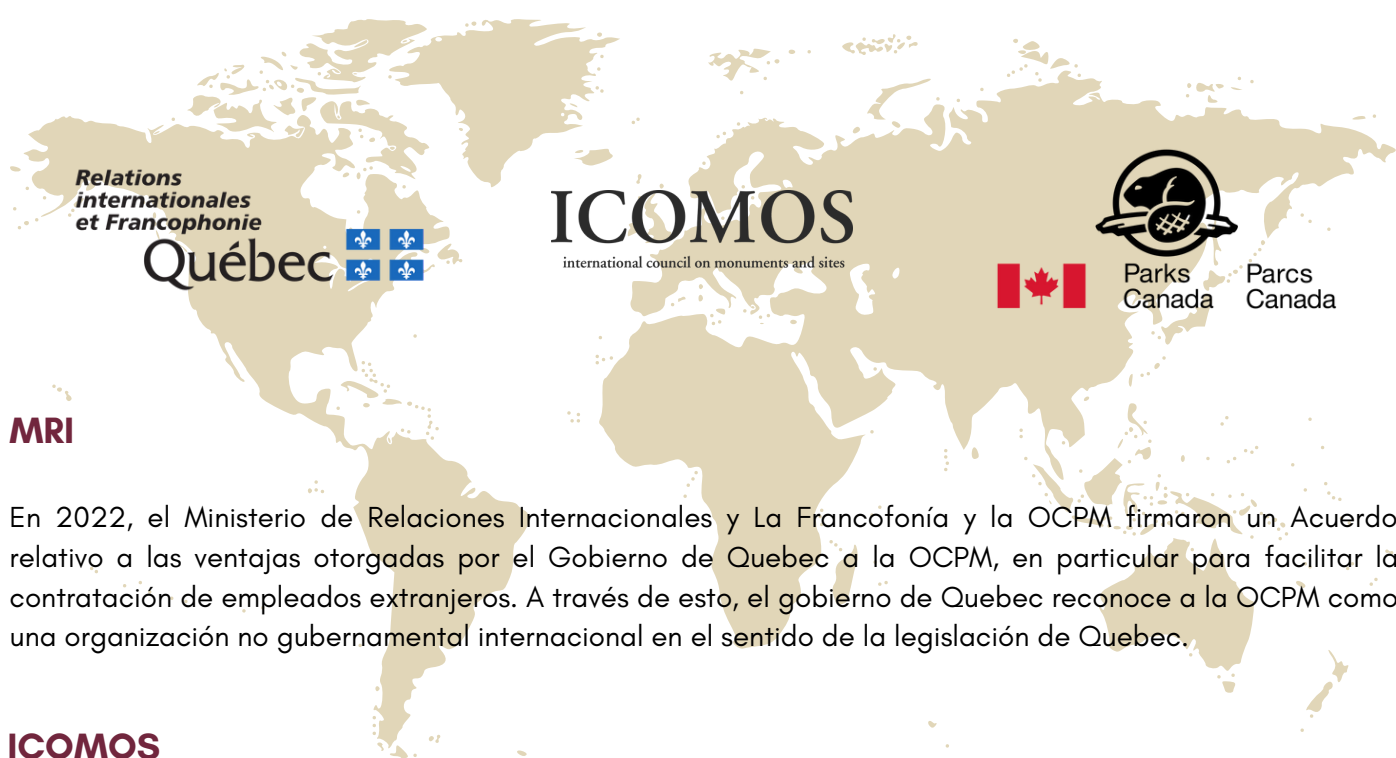 Relations
internationales
et Francophonie
Québec
ICOMOS
international council on monuments and sites
Parks
Canada
Parcs
Canada
MRI
En 2022, el Ministerio de Relaciones Internacionales y La Francofonía y la OCPM firmaron un Acuerdo
relativo a las ventajas otorgadas por el Gobierno de Quebec a la OCPM, en particular para facilitar la
contratación de empleados extranjeros. A través de esto, el gobierno de Quebec reconoce a la OCPM como
una organización no gubernamental internacional en el sentido de la legislación de Quebec.
ICOMOS